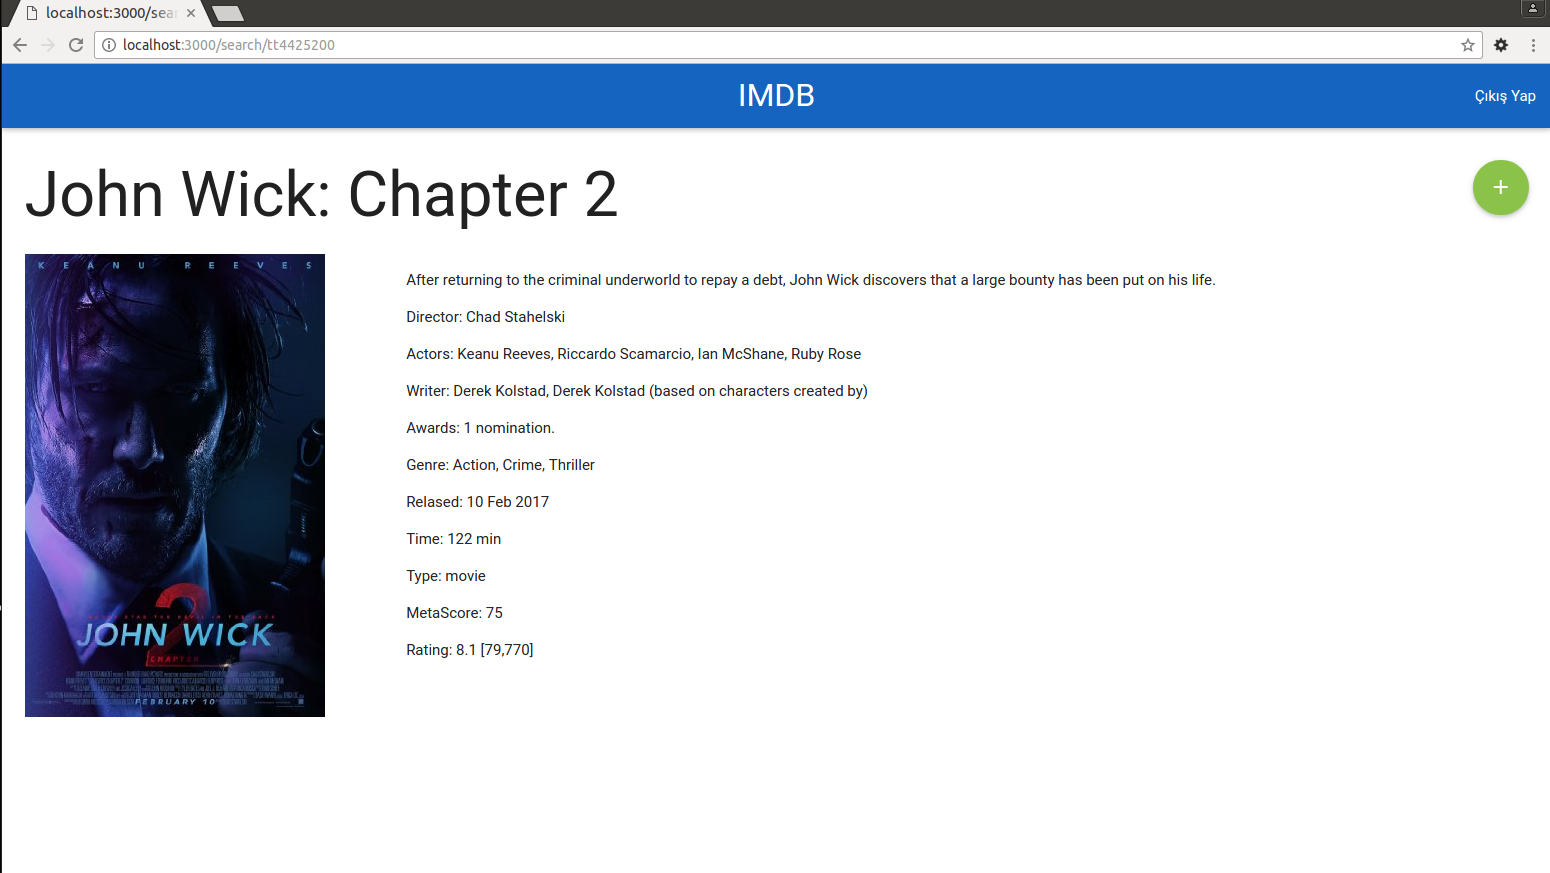 localhost:3000/sea
localhost:3000/search/tt4425200
IMDB
Çıkış Yap
John Wick: Chapter 2
+
KEANU REEVES
After returning to the criminal underworld to repay a debt, John Wick discovers that a large bounty has been put on his life.
Director: Chad Stahelski
Actors: Keanu Reeves, Riccardo Scamarcio, Ian McShane, Ruby Rose
Writer: Derek Kolstad, Derek Kolstad (based on characters created by)
Awards: 1 nomination.
Genre: Action, Crime, Thriller
Relased: 10 Feb 2017
Time: 122 min
Type: movie
MetaScore: 75
Rating: 8.1 [79,770]
2
JOHN WICK
CHAPTER
FEBRUARY 10